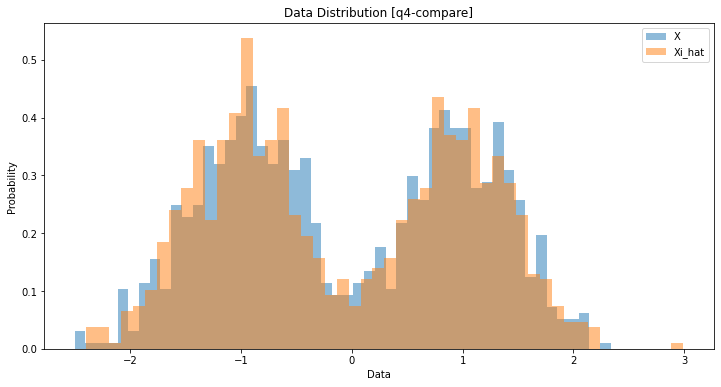 Data Distribution [q4-compare]
X
Xi_hat
Probability
0.5
0.4
0.3
0.2
0.1
0.0
−2
−1
0
1
2
3
Data